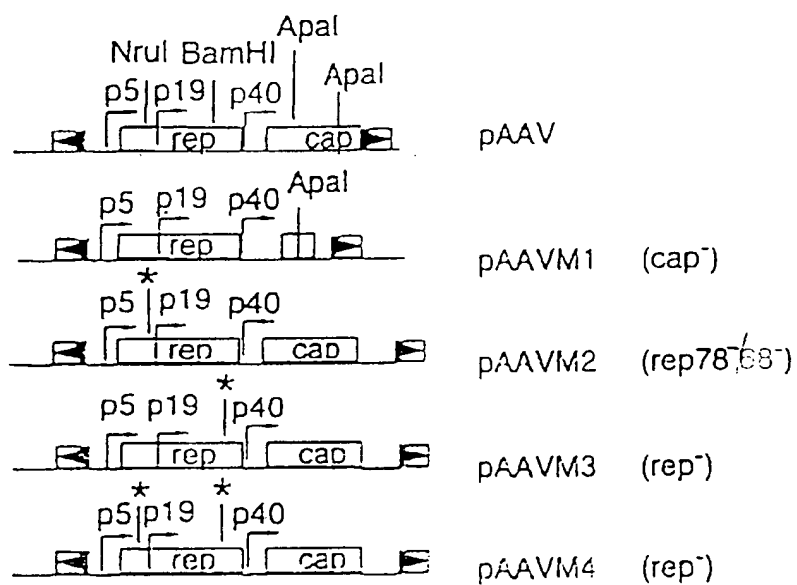 ApaI
NruI BamHI
ApaI
p5 p19 p40
rep cap pAAV
ApaI
p5 p19 p40
rep pAAVM1 (cap⁻)
*
p5 p19 p40
rep cap pAAVM2 (rep78⁻/68⁻)
*
p5 p19 p40
rep cap pAAVM3 (rep⁻)
* *
p5 p19 p40
rep cap pAAVM4 (rep⁻)